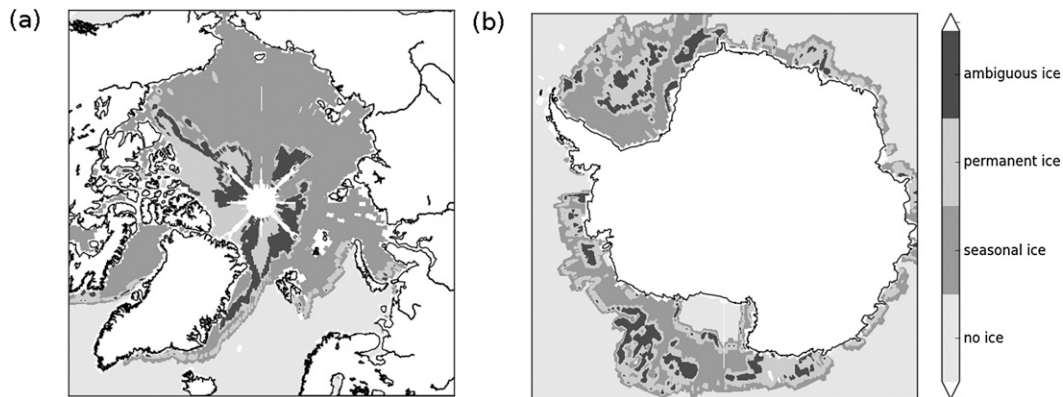 (a)
(b)
ambiguous ice
permanent ice
seasonal ice
no ice